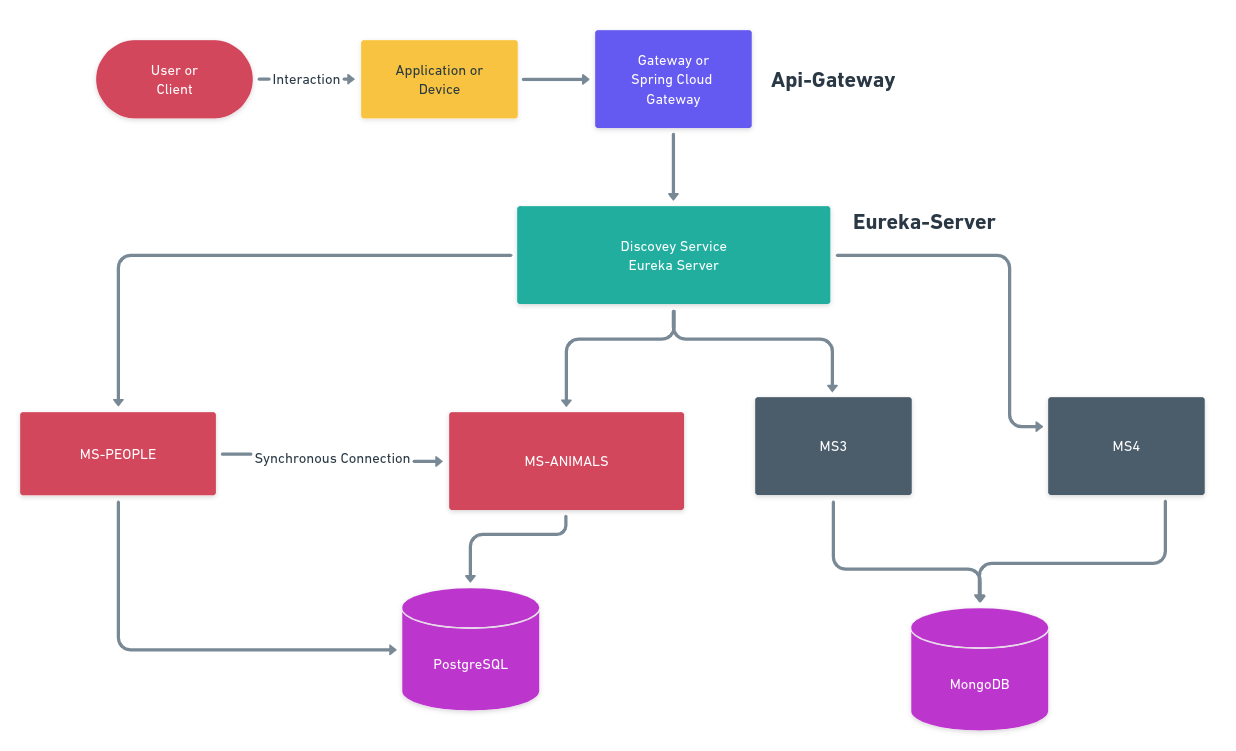 User or
Client
Interaction
Application or
Device
Gateway or
Spring Cloud
Gateway
Api-Gateway
Discovey Service
Eureka Server
Eureka-Server
MS-PEOPLE
Synchronous Connection
MS-ANIMALS
MS3
MS4
PostgreSQL
MongoDB